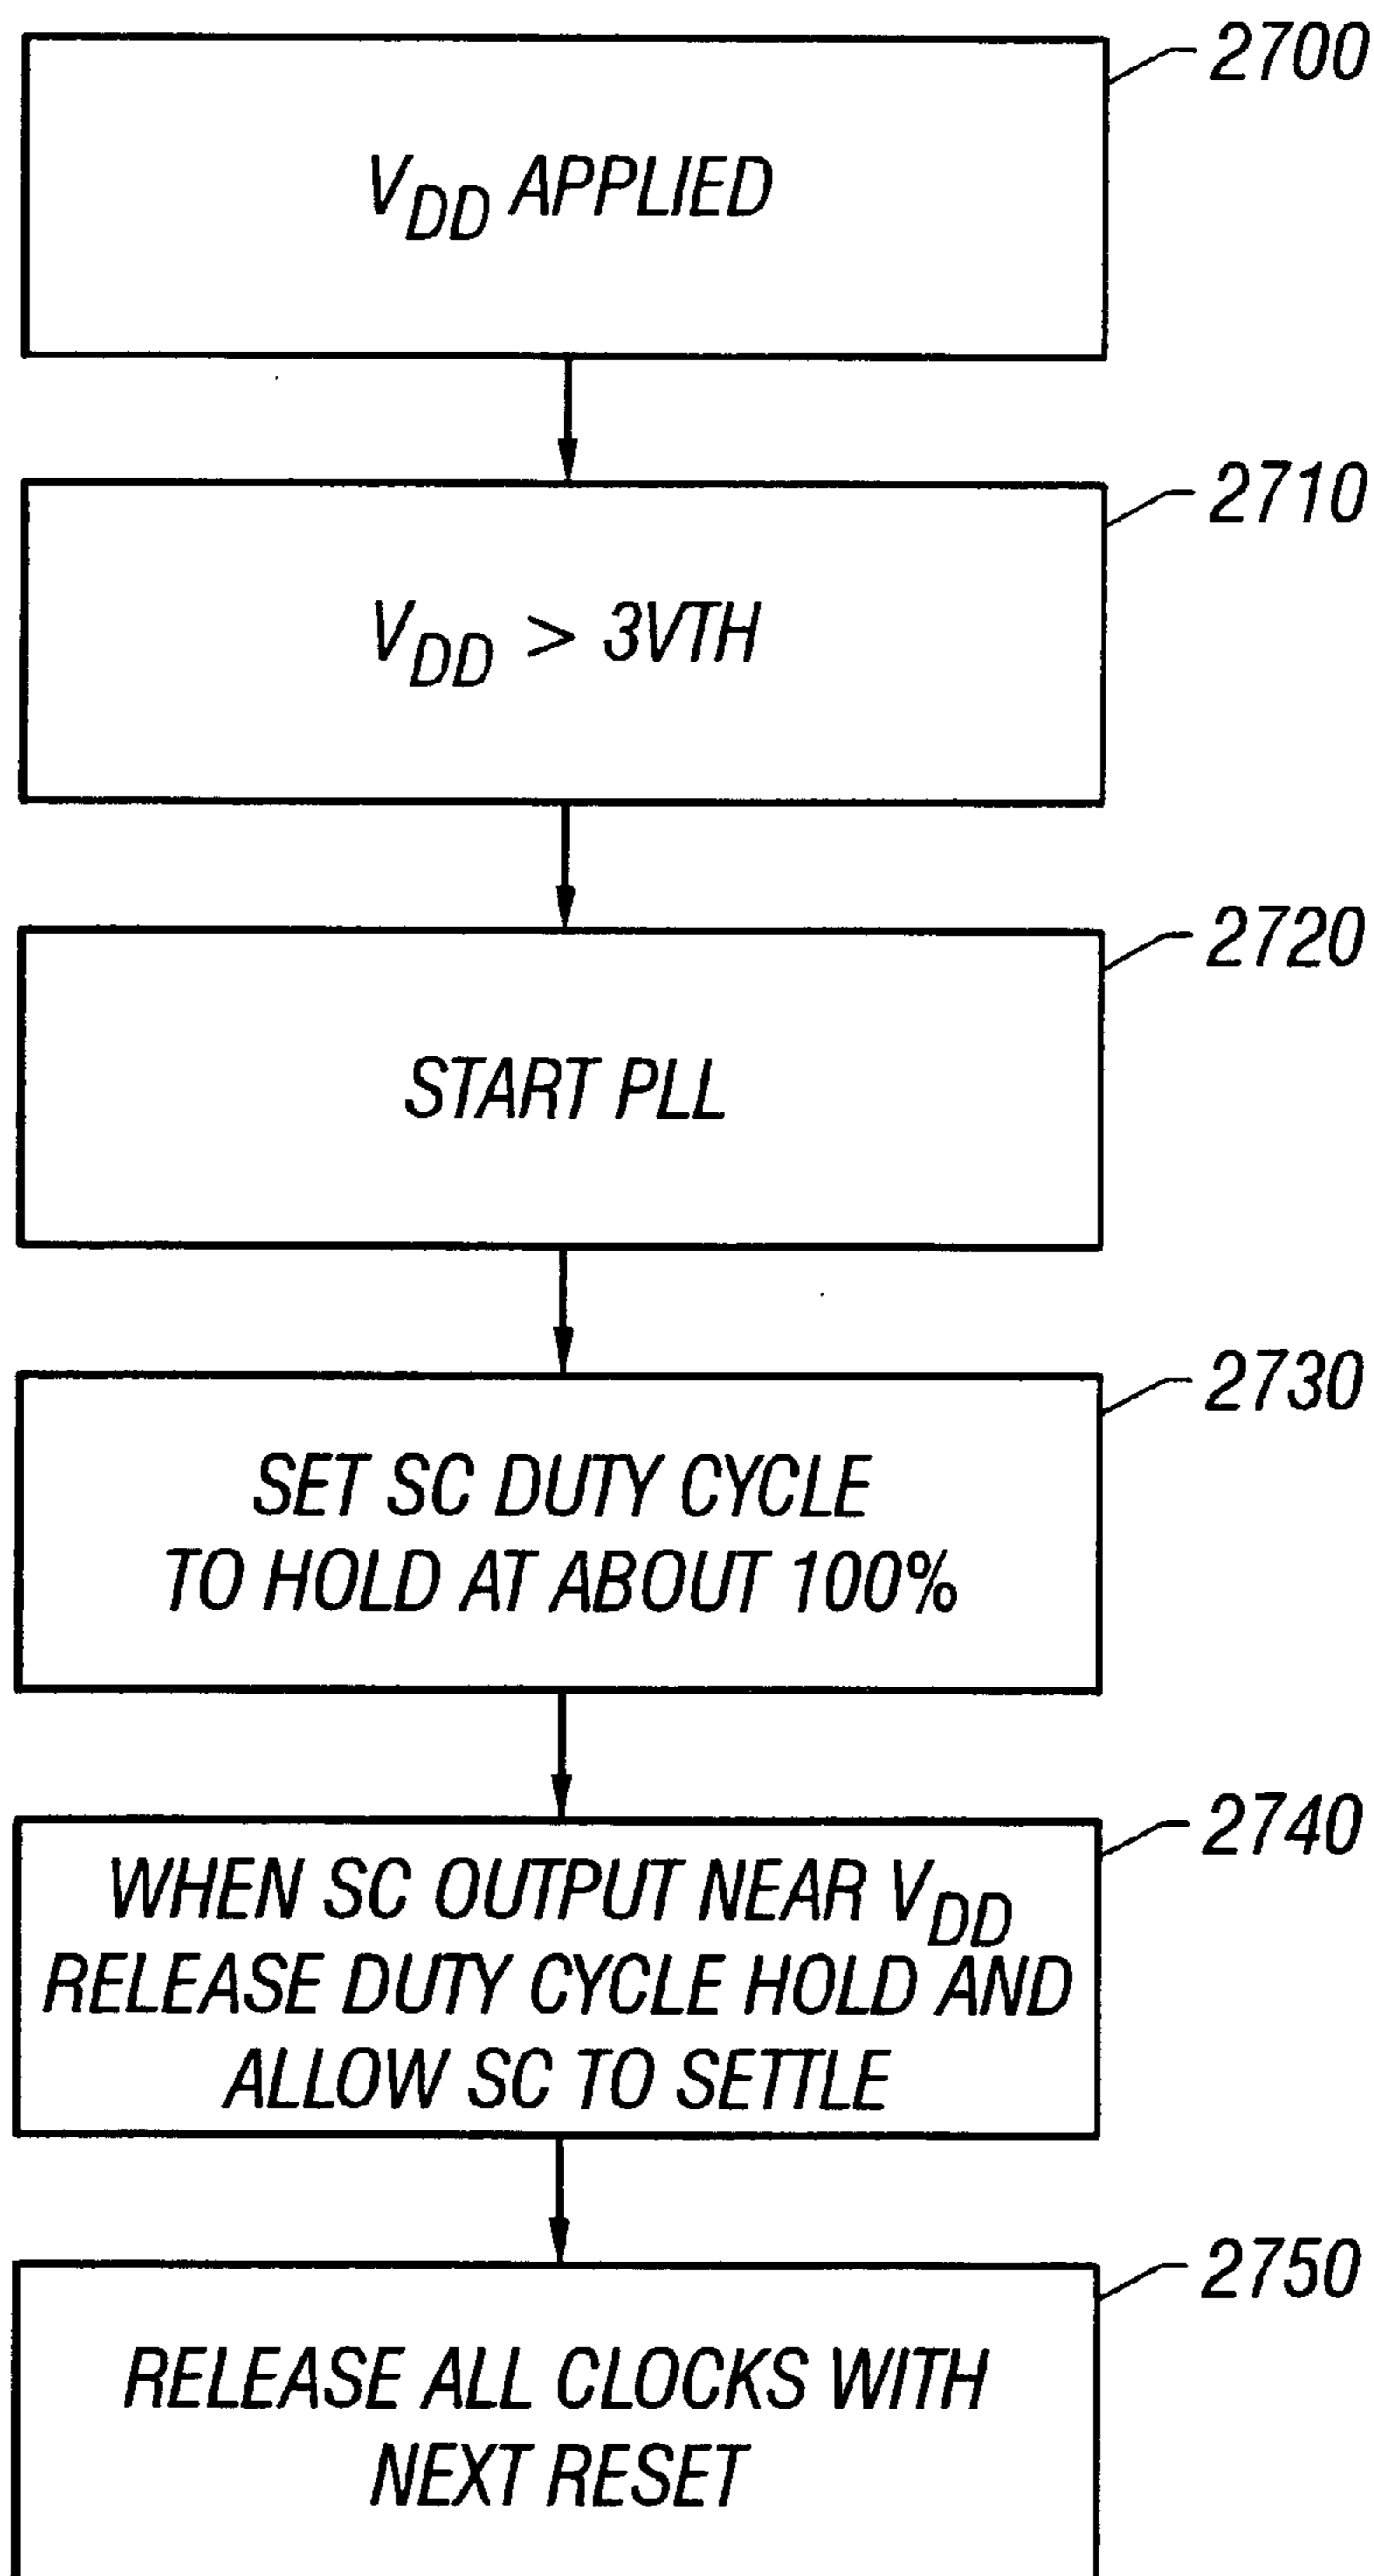 2700
V_DD APPLIED
2710
V_DD > 3VTH
2720
START PLL
2730
SET SC DUTY CYCLE
TO HOLD AT ABOUT 100%
2740
WHEN SC OUTPUT NEAR V_DD
RELEASE DUTY CYCLE HOLD AND
ALLOW SC TO SETTLE
2750
RELEASE ALL CLOCKS WITH
NEXT RESET